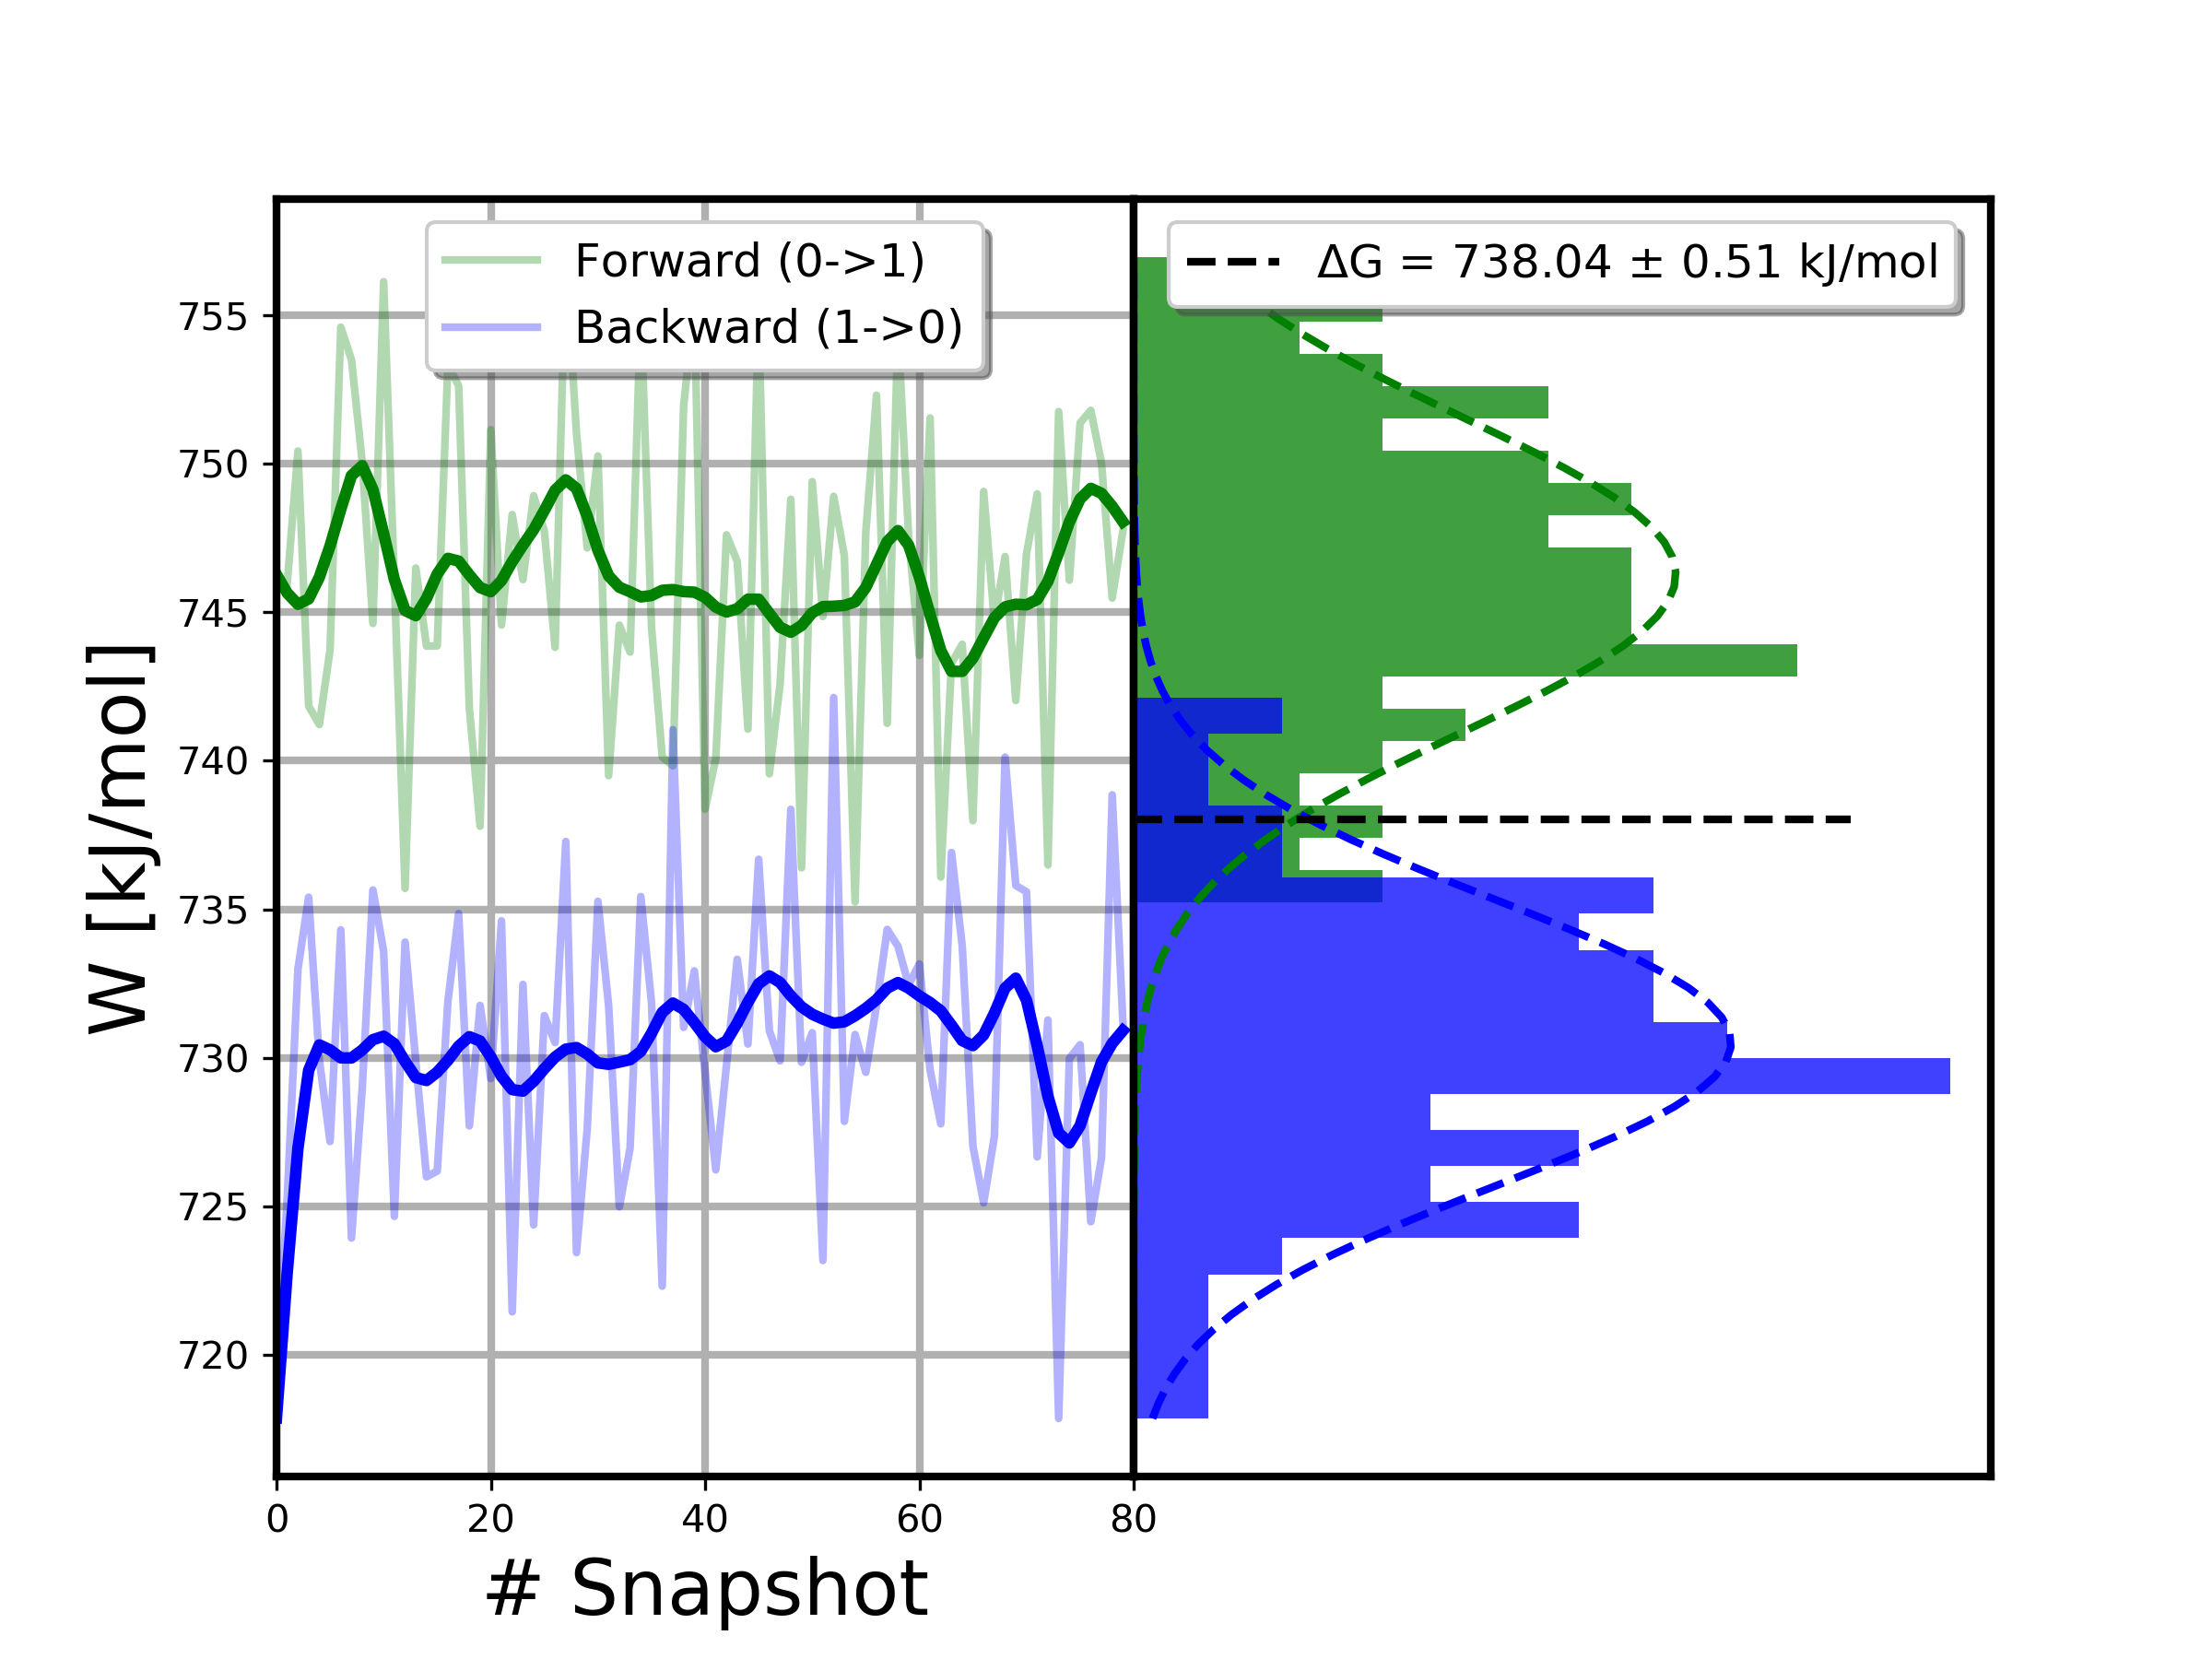 Forward (0->1)
Backward (1->0)
ΔG = 738.04 ± 0.51 kJ/mol
755
750
745
740
735
730
725
720
W [kJ/mol]
0 20 40 60 80
# Snapshot